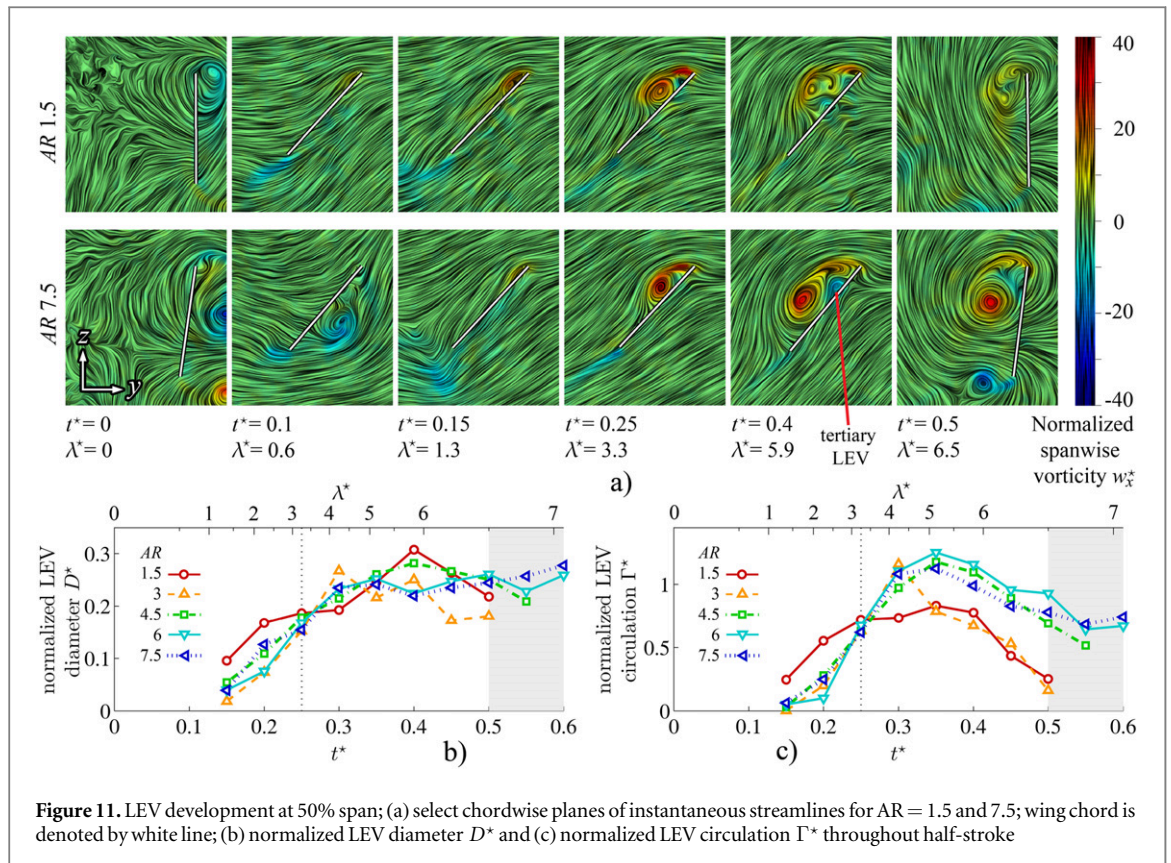 AR 1.5
40
20
0
-20
-40
AR 7.5
z
y
t* = 0
λ* = 0
t* = 0.1
λ* = 0.6
t* = 0.15
λ* = 1.3
t* = 0.25
λ* = 3.3
t* = 0.4
λ* = 5.9
t* = 0.5
λ* = 6.5
tertiary
LEV
Normalized
spanwise
vorticity w_x*
a)
λ*
0 1 2 3 4 5 6 7
normalized LEV
diameter D*
0.3
0.2
0.1
0
AR
1.5
3
4.5
6
7.5
0 0.1 0.2 0.3 0.4 0.5 0.6
t*
b)
λ*
0 1 2 3 4 5 6 7
normalized LEV
circulation Γ*
1
0.5
0
AR
1.5
3
4.5
6
7.5
0 0.1 0.2 0.3 0.4 0.5 0.6
t*
c)
Figure 11. LEV development at 50% span; (a) select chordwise planes of instantaneous streamlines for AR = 1.5 and 7.5; wing chord is
denoted by white line; (b) normalized LEV diameter D* and (c) normalized LEV circulation Γ* throughout half-stroke